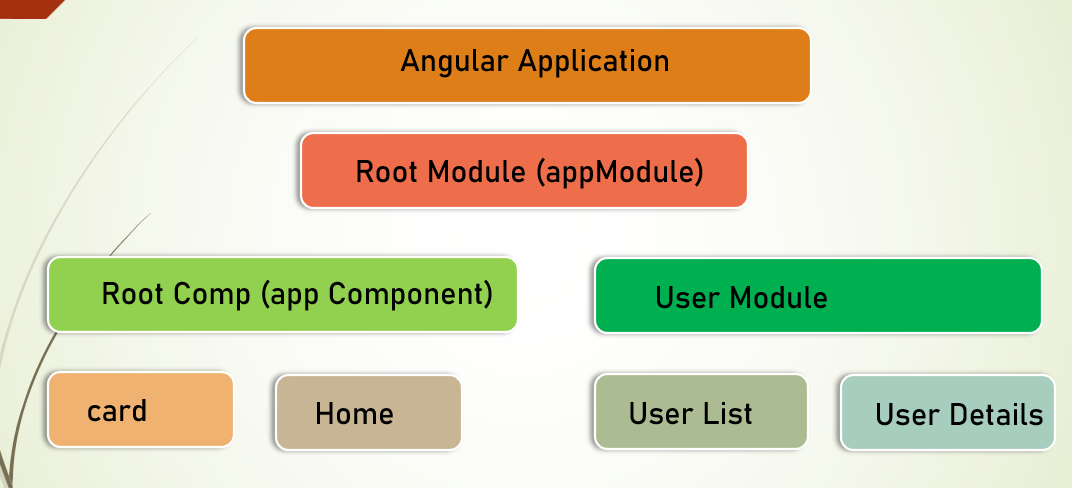 Angular Application
Root Module (appModule)
Root Comp (app Component)
User Module
card
Home
User List
User Details